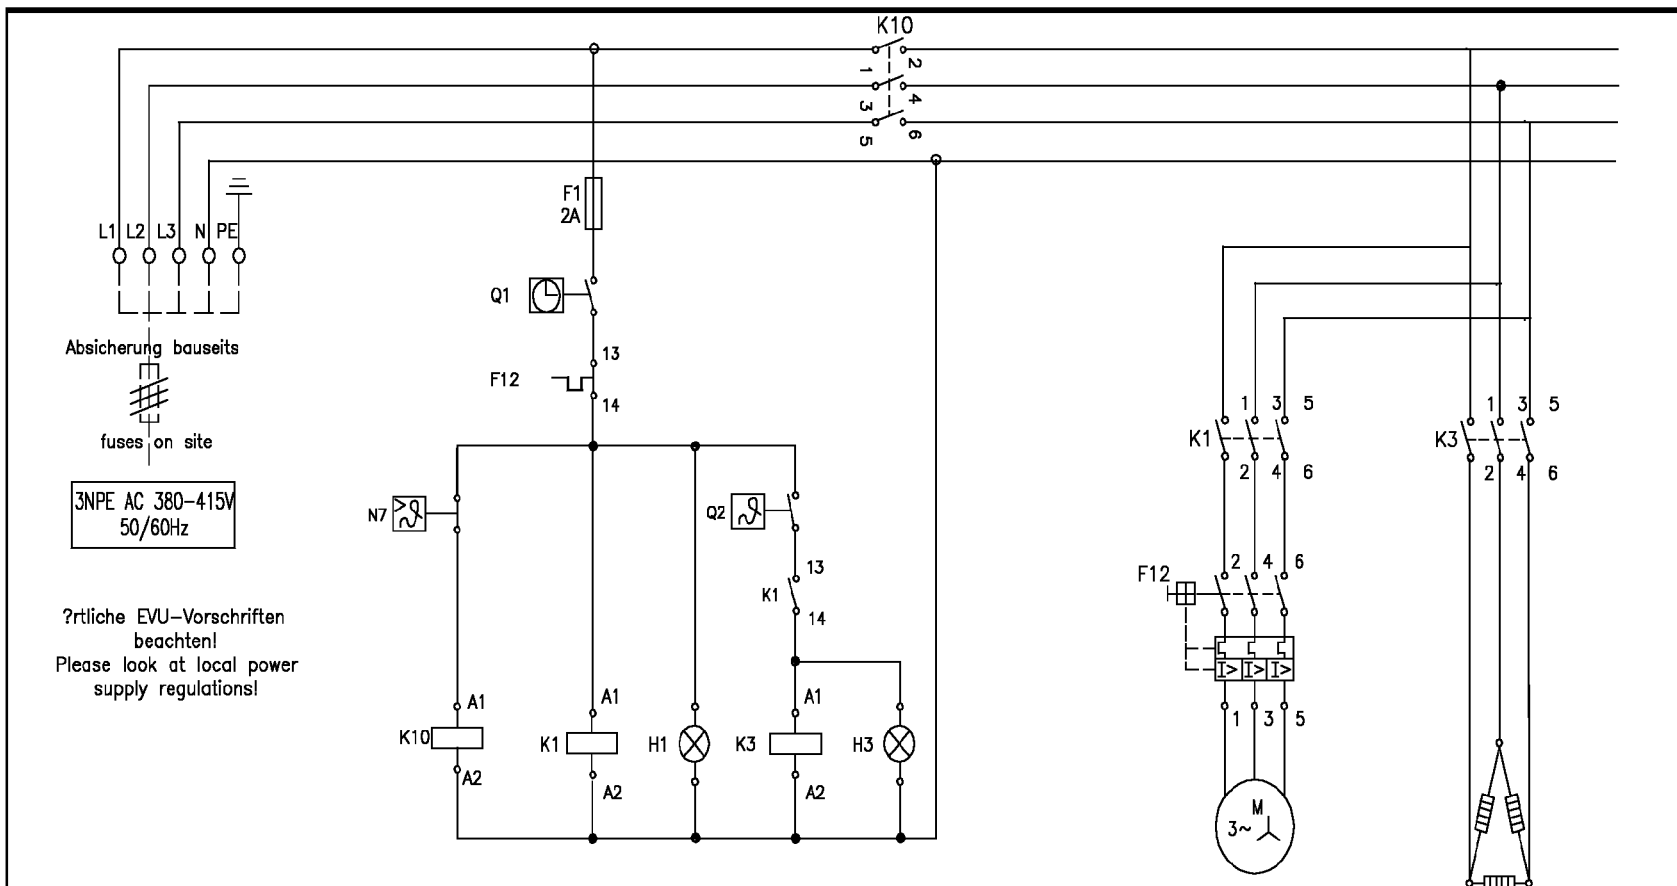 K10
1
2
3
4
5
6
F1
2A
L1 L2 L3 N PE
Q1
Absicherung bauseits
13
F12
14
fuses on site
3NPE AC 380-415V
50/60Hz
N7
Q2
13
K1
14
?rtliche EVU-Vorschriften
beachten!
Please look at local power
supply regulations!
A1
K10
A2
A1
K1
A2
H1
A1
K3
A2
H3
1 3 5
K1
2 4 6
1 3 5
K3
2 4 6
F12
2 4 6
I> I> I>
1 3 5
M
3~